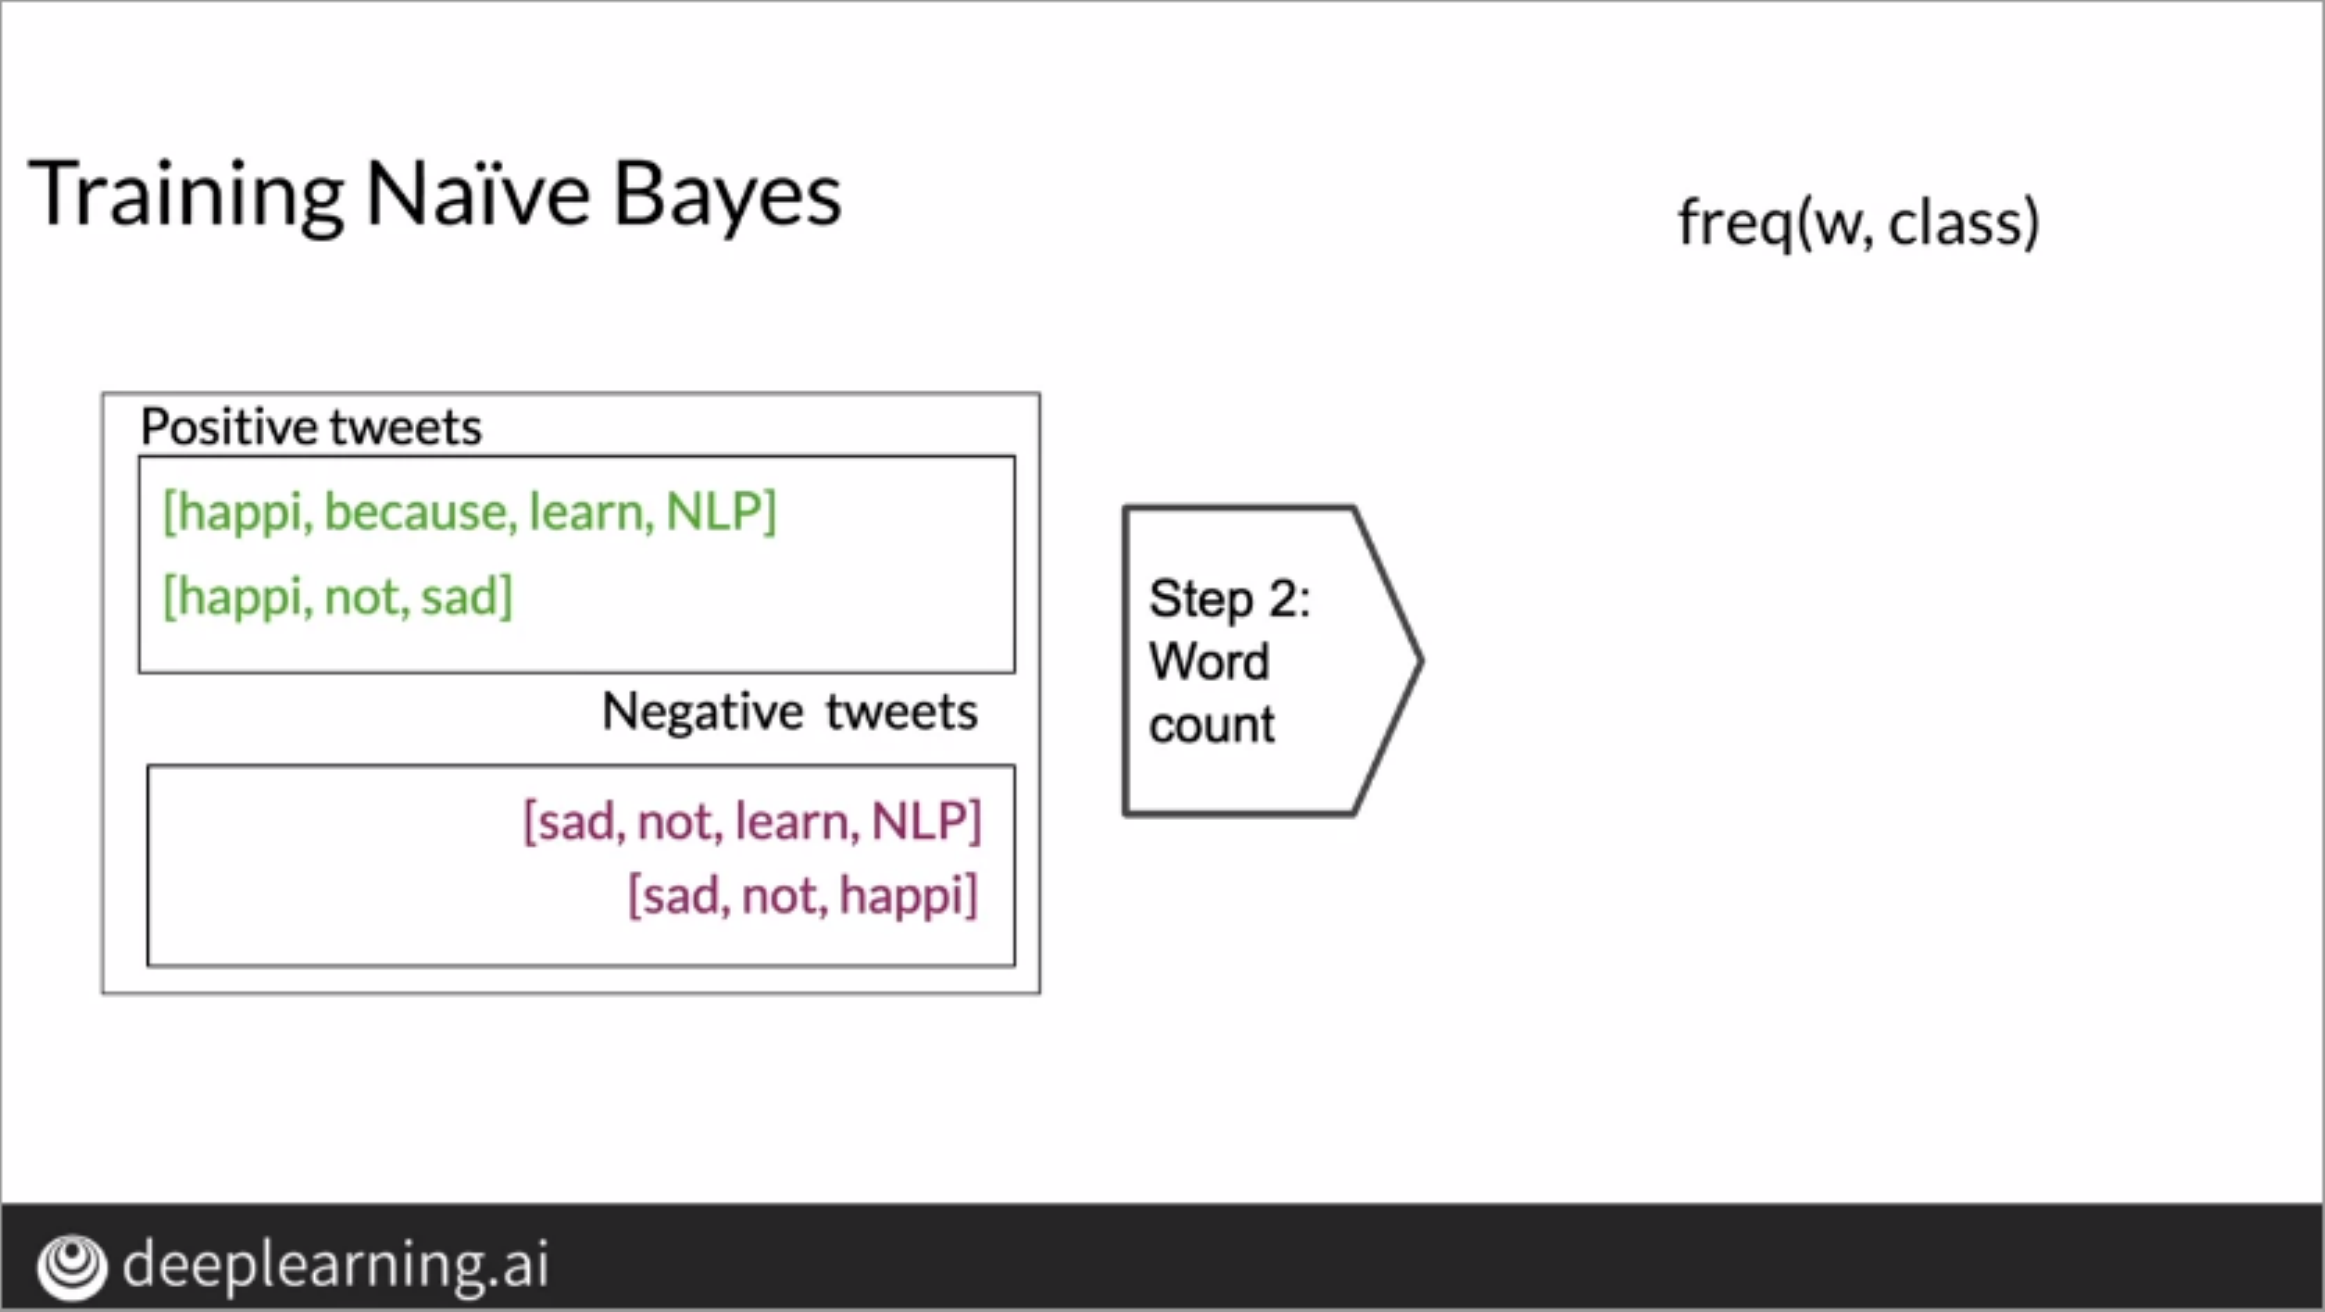 Training Naïve Bayes
freq(w, class)
Positive tweets
[happi, because, learn, NLP]
[happi, not, sad]
Negative tweets
[sad, not, learn, NLP]
[sad, not, happi]
Step 2:
Word
count
deeplearning.ai